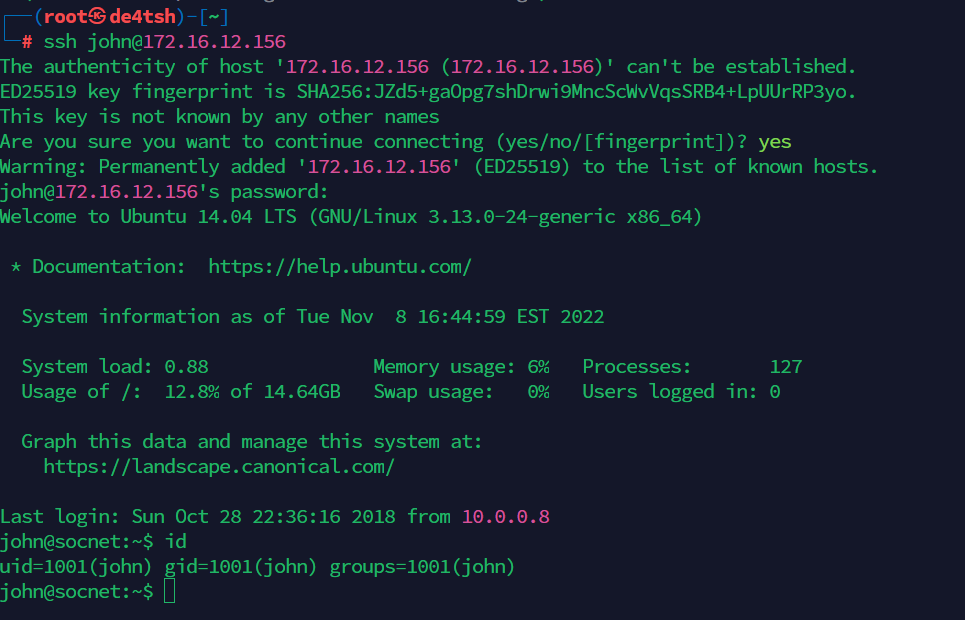 ┌──(root㉿de4tsh)-[~]
└─# ssh john@172.16.12.156
The authenticity of host '172.16.12.156 (172.16.12.156)' can't be established.
ED25519 key fingerprint is SHA256:JZd5+gaOpg7shDrwi9MncScWvVqsSRB4+LpUUrRP3yo.
This key is not known by any other names
Are you sure you want to continue connecting (yes/no/[fingerprint])? yes
Warning: Permanently added '172.16.12.156' (ED25519) to the list of known hosts.
john@172.16.12.156's password:
Welcome to Ubuntu 14.04 LTS (GNU/Linux 3.13.0-24-generic x86_64)
* Documentation:  https://help.ubuntu.com/
System information as of Tue Nov  8 16:44:59 EST 2022
System load: 0.88               Memory usage: 6%   Processes:       127
Usage of /:  12.8% of 14.64GB   Swap usage:   0%   Users logged in: 0
Graph this data and manage this system at:
https://landscape.canonical.com/
Last login: Sun Oct 28 22:36:16 2018 from 10.0.0.8
john@socnet:~$ id
uid=1001(john) gid=1001(john) groups=1001(john)
john@socnet:~$